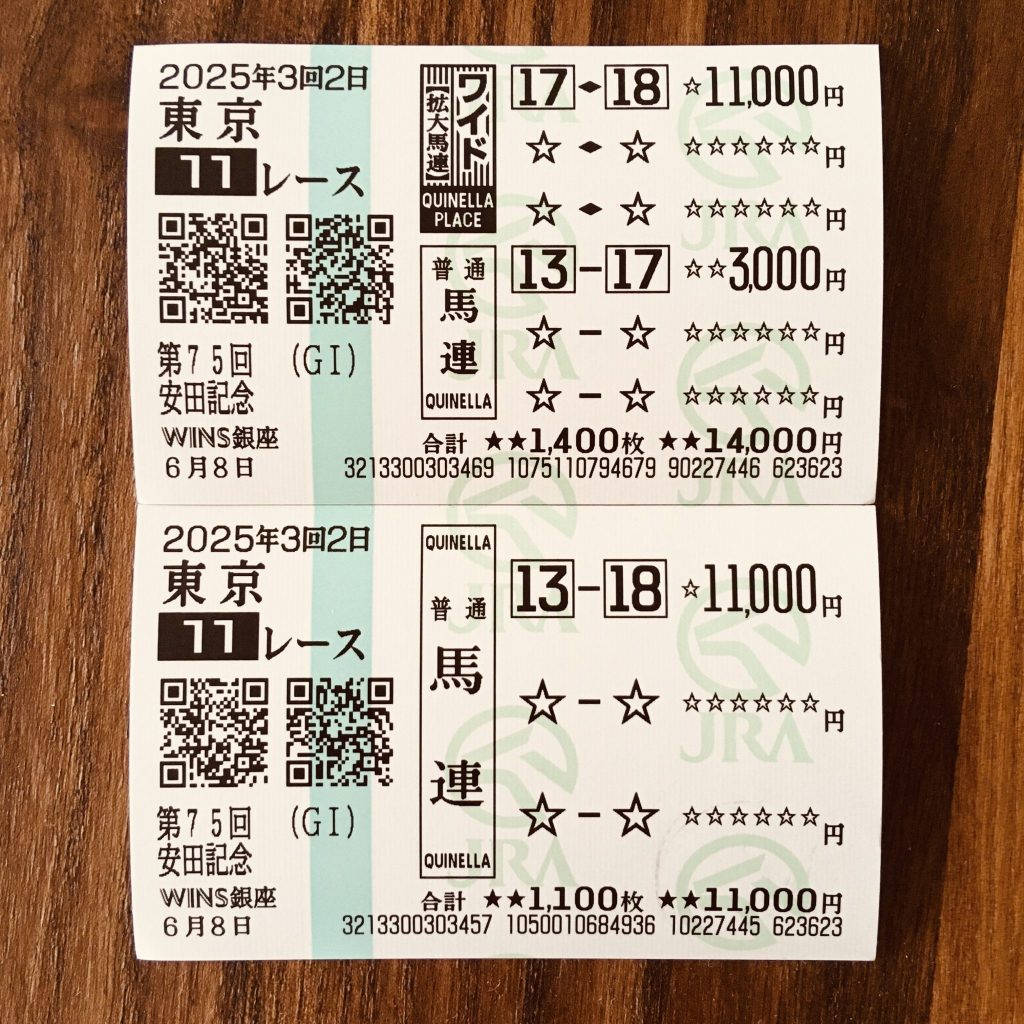 2025年3回2日
東京
11レース
第75回 (GI)
安田記念
WINS銀座
6月8日
ワイド
【拡大馬連】
QUINELLA
PLACE
17◆18 ☆11,000円
☆◆☆ ☆☆☆☆☆☆円
☆◆☆ ☆☆☆☆☆☆円
普通
馬連
QUINELLA
13−17 ☆☆3,000円
☆−☆ ☆☆☆☆☆☆円
☆−☆ ☆☆☆☆☆☆円
合計 ★★1,400枚 ★★14,000円
3213300303469 1075110794679 90227446 623623
JRA
2025年3回2日
東京
11レース
第75回 (GI)
安田記念
WINS銀座
6月8日
QUINELLA
普通
馬連
QUINELLA
13−18 ☆11,000円
☆−☆ ☆☆☆☆☆☆円
☆−☆ ☆☆☆☆☆☆円
合計 ★★1,100枚 ★★11,000円
3213300303457 1050010684936 10227445 623623
JRA